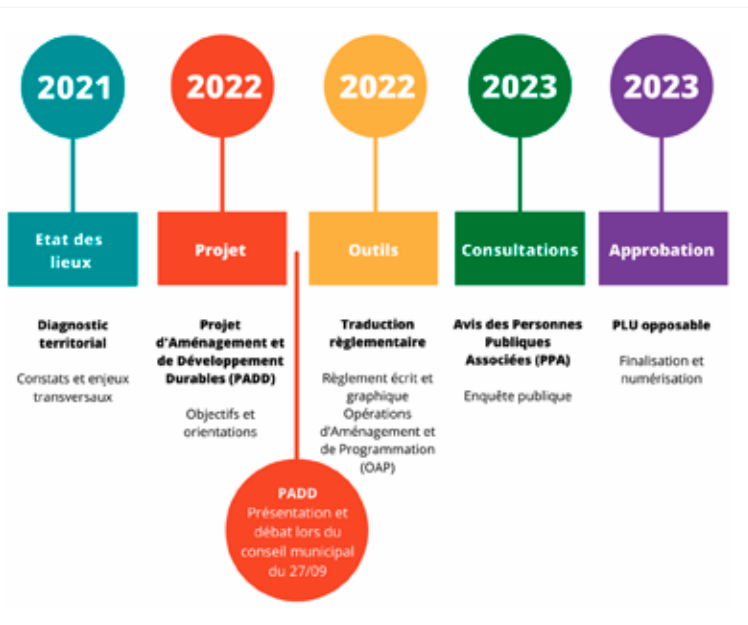 2021
2022
2022
2023
2023
Etat des
lieux
Projet
Outils
Consultations
Approbation
Diagnostic
territorial
Constats et enjeux
transversaux
Projet
d'Aménagement et
de Développement
Durables (PADD)
Objectifs et
orientations
Traduction
règlementaire
Règlement écrit et
graphique
Opérations
d'Aménagement et
de Programmation
(OAP)
Avis des Personnes
Publiques
Associées (PPA)
Enquête publique
PLU opposable
Finalisation et
numérisation
PADD
Présentation et
débat lors du
conseil municipal
du 27/09